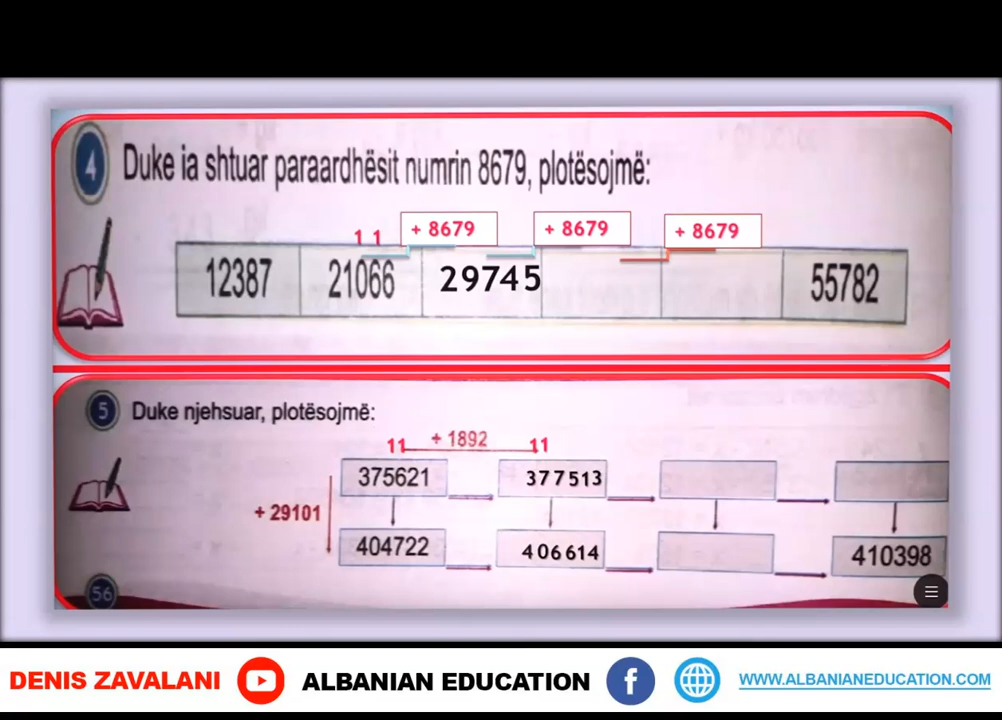 4 Duke ia shtuar paraardhësit numrin 8679, plotësojmë:
1 1 + 8679 + 8679 + 8679
12387 21066 29745 55782
5 Duke njehsuar, plotësojmë:
11 + 1892 11
375621 377513
+ 29101
404722 406614 410398
56
DENIS ZAVALANI ALBANIAN EDUCATION f WWW.ALBANIANEDUCATION.COM